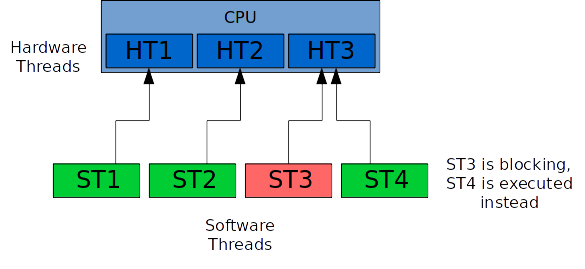 CPU
Hardware
Threads
HT1 HT2 HT3
ST1 ST2 ST3 ST4
ST3 is blocking,
ST4 is executed
instead
Software
Threads